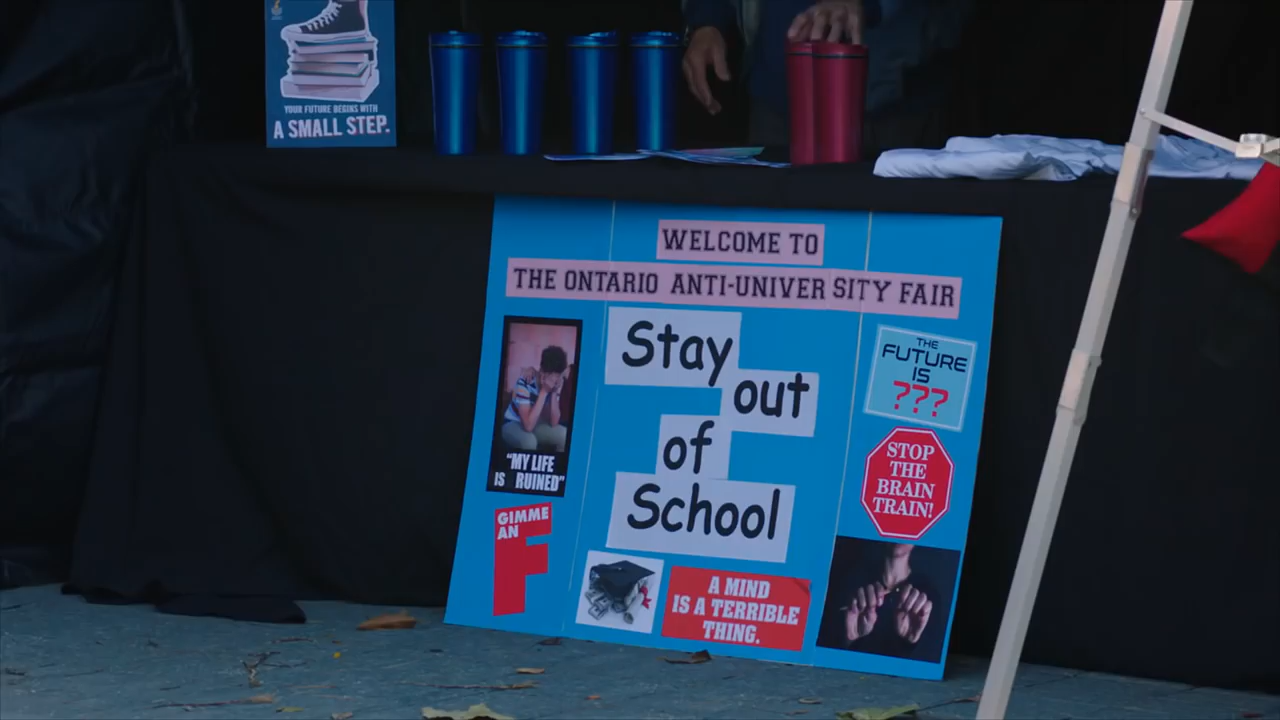 YOUR FUTURE BEGINS WITH
A SMALL STEP.
WELCOME TO
THE ONTARIO ANTI-UNIVERSITY FAIR
Stay
out
of
School
"MY LIFE
IS RUINED"
GIMME
AN
F
A MIND
IS A TERRIBLE
THING.
THE
FUTURE
IS
???
STOP
THE
BRAIN
TRAIN!